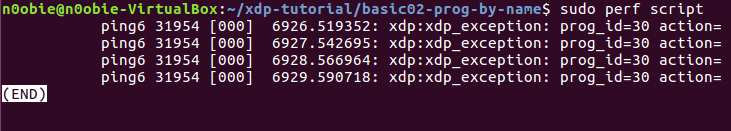 n0obie@n0obie-VirtualBox:~/xdp-tutorial/basic02-prog-by-name$ sudo perf script
ping6 31954 [000]  6926.519352: xdp:xdp_exception: prog_id=30 action=
ping6 31954 [000]  6927.542695: xdp:xdp_exception: prog_id=30 action=
ping6 31954 [000]  6928.566964: xdp:xdp_exception: prog_id=30 action=
ping6 31954 [000]  6929.590718: xdp:xdp_exception: prog_id=30 action=
(END)